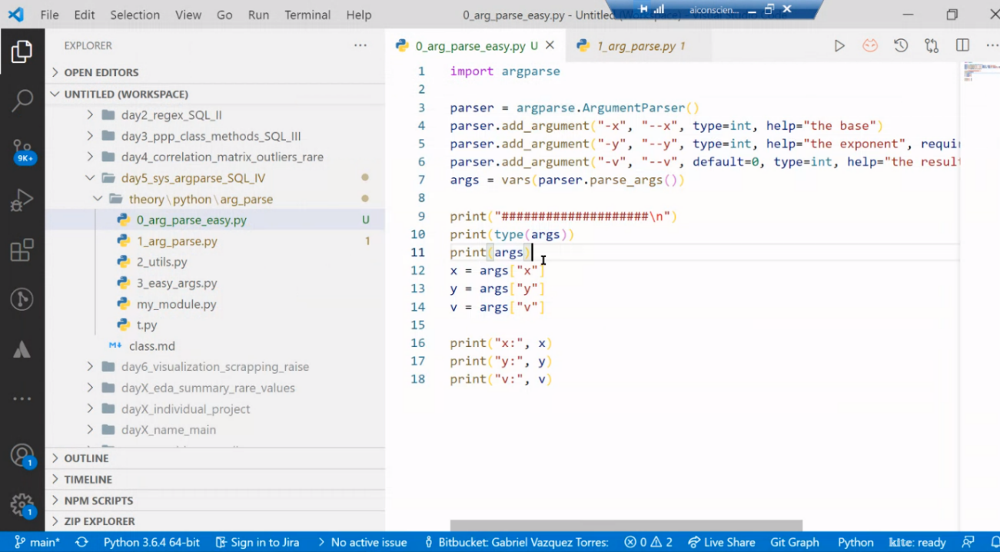 File Edit Selection View Go Run Terminal Help
0_arg_parse_easy.py - Untitled
aiconscien...
EXPLORER
OPEN EDITORS
UNTITLED (WORKSPACE)
day2_regex_SQL_II
day3_ppp_class_methods_SQL_III
day4_correlation_matrix_outliers_rare
day5_sys_argparse_SQL_IV
theory\python\arg_parse
0_arg_parse_easy.py U
1_arg_parse.py 1
2_utils.py
3_easy_args.py
my_module.py
t.py
class.md
day6_visualization_scrapping_raise
dayX_eda_summary_rare_values
dayX_individual_project
dayX_name_main
OUTLINE
TIMELINE
NPM SCRIPTS
ZIP EXPLORER
9K+
1
1
0_arg_parse_easy.py U
1_arg_parse.py 1
1 import argparse
2
3 parser = argparse.ArgumentParser()
4 parser.add_argument("-x", "--x", type=int, help="the base")
5 parser.add_argument("-y", "--y", type=int, help="the exponent", requi
6 parser.add_argument("-v", "--v", default=0, type=int, help="the result
7 args = vars(parser.parse_args())
8
9 print("####################\n")
10 print(type(args))
11 print(args)
12 x = args["x"]
13 y = args["y"]
14 v = args["v"]
15
16 print("x:", x)
17 print("y:", y)
18 print("v:", v)
main* Python 3.6.4 64-bit Sign in to Jira No active issue Bitbucket: Gabriel Vazquez Torres: 0 2 Live Share Git Graph Python kite: ready